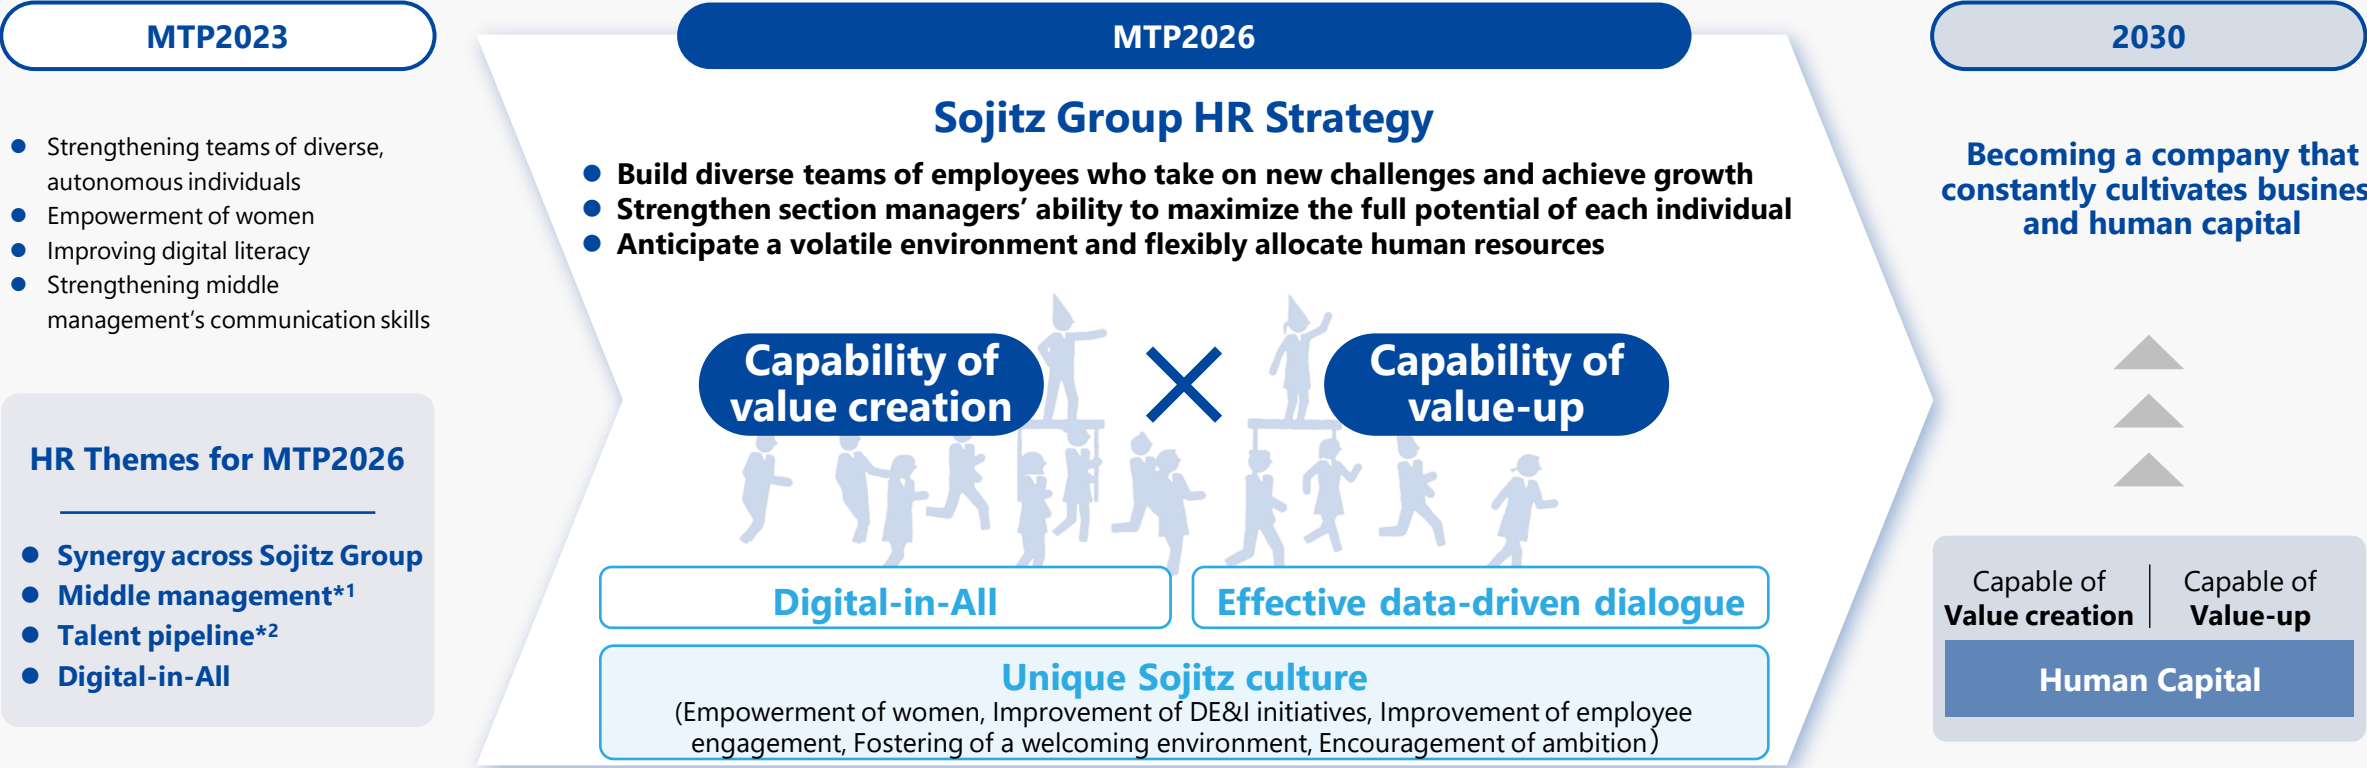 MTP2023
Strengthening teams of diverse,
autonomous individuals
Empowerment of women
Improving digital literacy
Strengthening middle
management’s communication skills
HR Themes for MTP2026
Synergy across Sojitz Group
Middle management*1
Talent pipeline*2
Digital-in-All
MTP2026
Sojitz Group HR Strategy
Build diverse teams of employees who take on new challenges and achieve growth
Strengthen section managers’ ability to maximize the full potential of each individual
Anticipate a volatile environment and flexibly allocate human resources
Capability of
value creation
Capability of
value-up
Digital-in-All
Effective data-driven dialogue
Unique Sojitz culture
(Empowerment of women, Improvement of DE&I initiatives, Improvement of employee
engagement, Fostering of a welcoming environment, Encouragement of ambition)
2030
Becoming a company that
constantly cultivates busines
and human capital
Capable of
Value creation
Capable of
Value-up
Human Capital